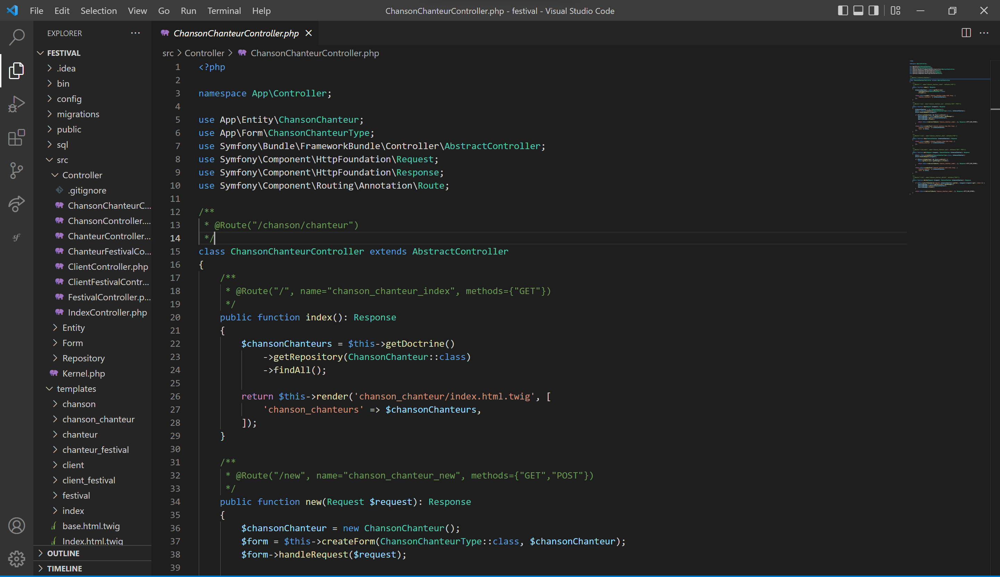 File Edit Selection View Go Run Terminal Help
ChansonChanteurController.php - festival - Visual Studio Code
EXPLORER
FESTIVAL
.idea
bin
config
migrations
public
sql
src
Controller
.gitignore
ChansonChanteurC...
ChansonController....
ChanteurController...
ChanteurFestivalCo...
ClientController.php
ClientFestivalContr...
FestivalController.p...
IndexController.php
Entity
Form
Repository
Kernel.php
templates
chanson
chanson_chanteur
chanteur
chanteur_festival
client
client_festival
festival
index
base.html.twig
Index.html.twig
OUTLINE
TIMELINE
ChansonChanteurController.php
src > Controller > ChansonChanteurController.php
1 <?php
2
3 namespace App\Controller;
4
5 use App\Entity\ChansonChanteur;
6 use App\Form\ChansonChanteurType;
7 use Symfony\Bundle\FrameworkBundle\Controller\AbstractController;
8 use Symfony\Component\HttpFoundation\Request;
9 use Symfony\Component\HttpFoundation\Response;
10 use Symfony\Component\Routing\Annotation\Route;
11
12 /**
13  * @Route("/chanson/chanteur")
14  */
15 class ChansonChanteurController extends AbstractController
16 {
17     /**
18      * @Route("/", name="chanson_chanteur_index", methods={"GET"})
19      */
20     public function index(): Response
21     {
22         $chansonChanteurs = $this->getDoctrine()
23             ->getRepository(ChansonChanteur::class)
24             ->findAll();
25
26         return $this->render('chanson_chanteur/index.html.twig', [
27             'chanson_chanteurs' => $chansonChanteurs,
28         ]);
29     }
30
31     /**
32      * @Route("/new", name="chanson_chanteur_new", methods={"GET","POST"})
33      */
34     public function new(Request $request): Response
35     {
36         $chansonChanteur = new ChansonChanteur();
37         $form = $this->createForm(ChansonChanteurType::class, $chansonChanteur);
38         $form->handleRequest($request);
39